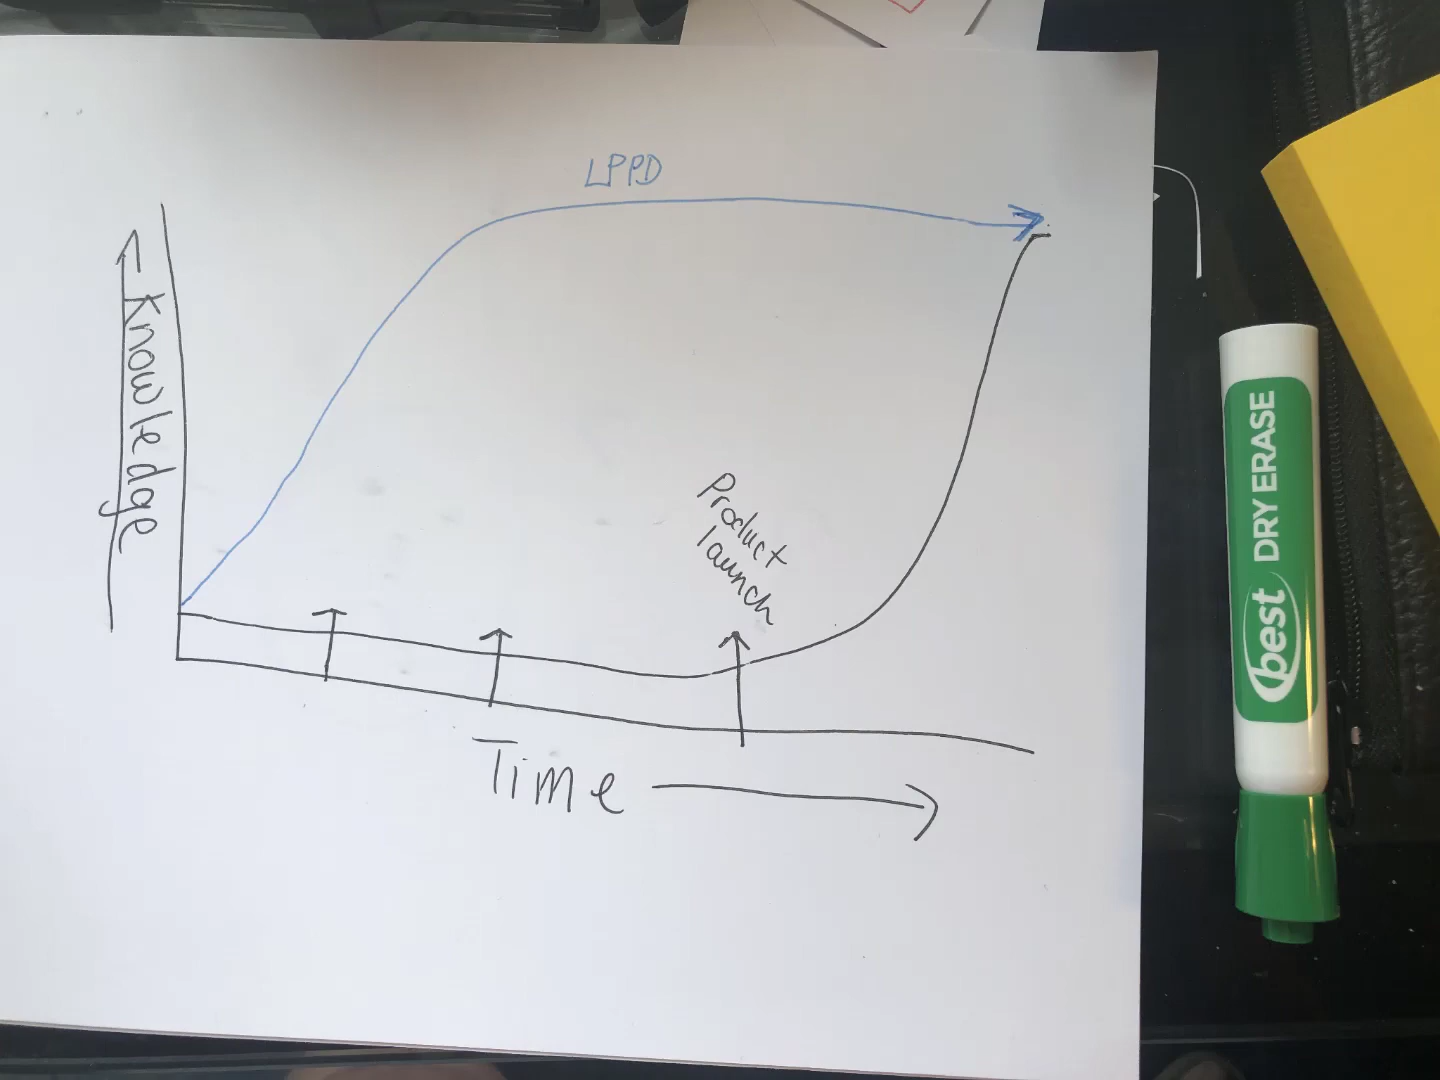 LPPD
Knowledge
Product
launch
Time
best DRY ERASE